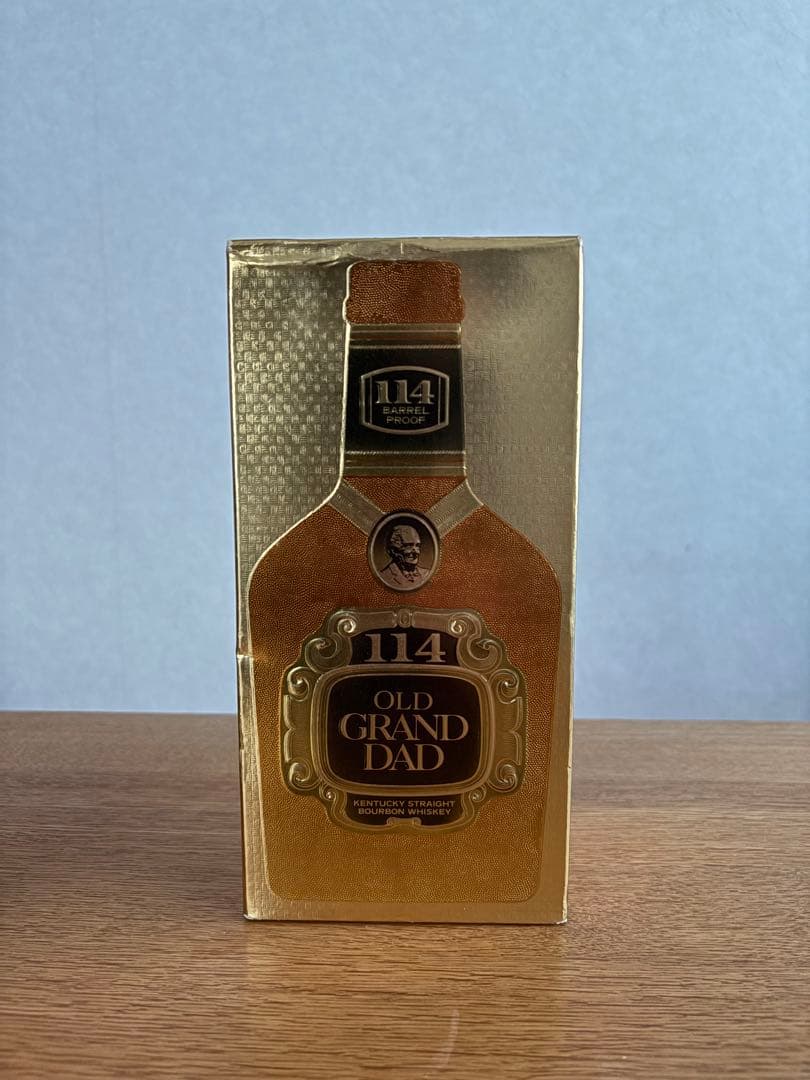 114
BARREL
PROOF
114
OLD
GRAND
DAD
KENTUCKY STRAIGHT
BOURBON WHISKEY